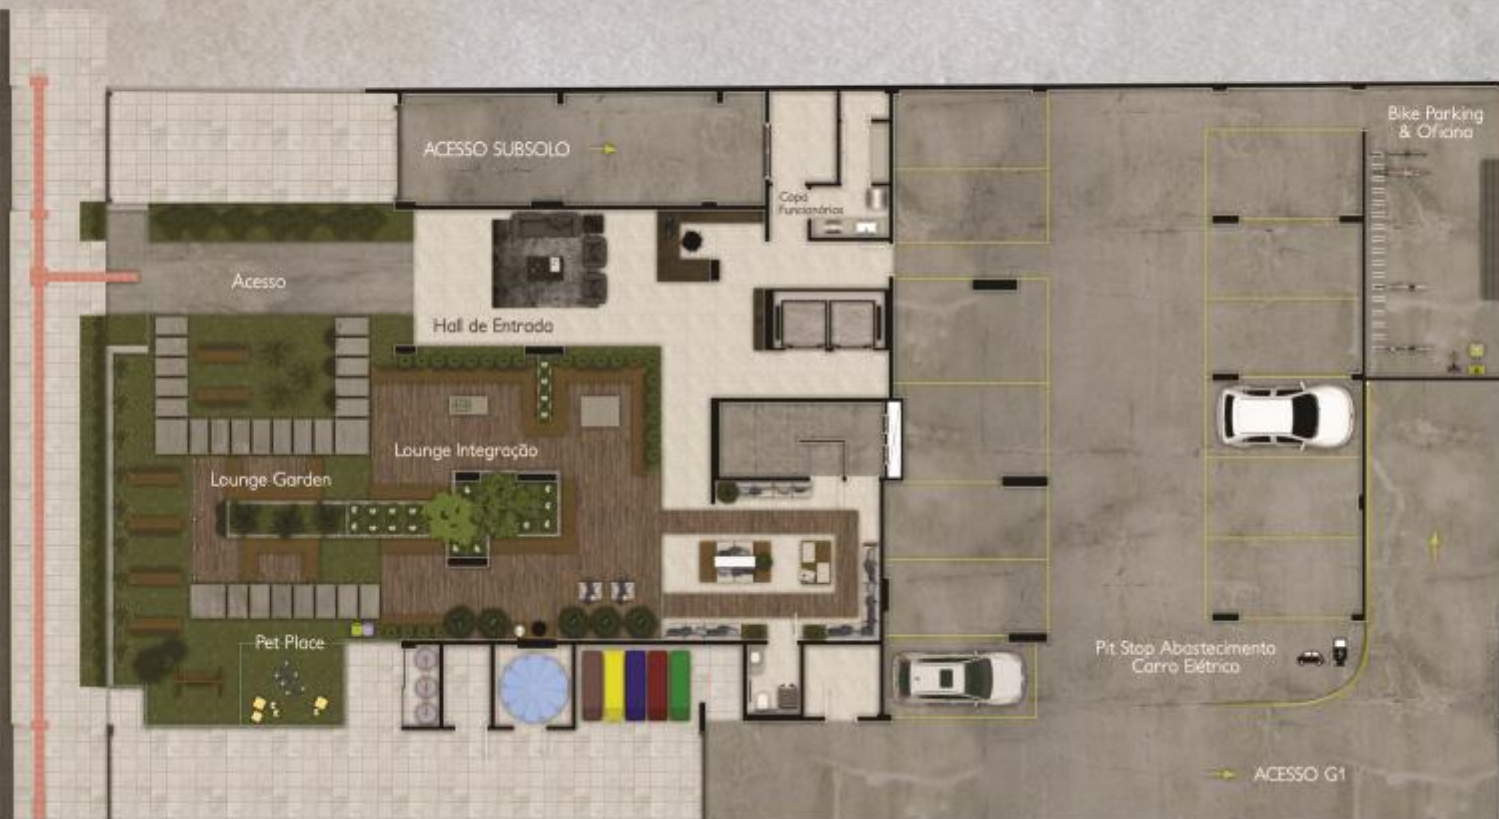 Bike Parking
& Oficina
ACESSO SUBSOLO
Copa
Funcionários
Acesso
Hall de Entrada
Lounge Integração
Lounge Garden
Pet Place
Pit Stop Abastecimento
Carro Elétrico
ACESSO G1